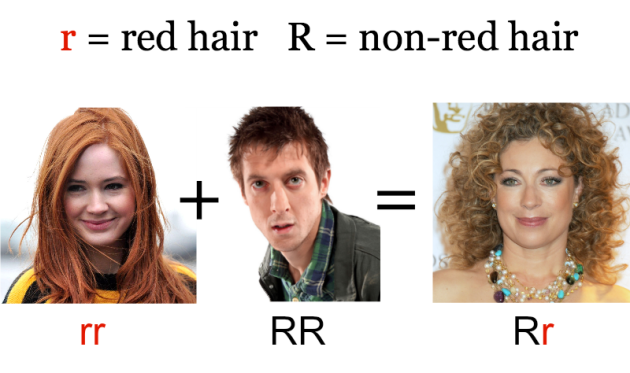 r = red hair R = non-red hair
+ =
rr RR Rr